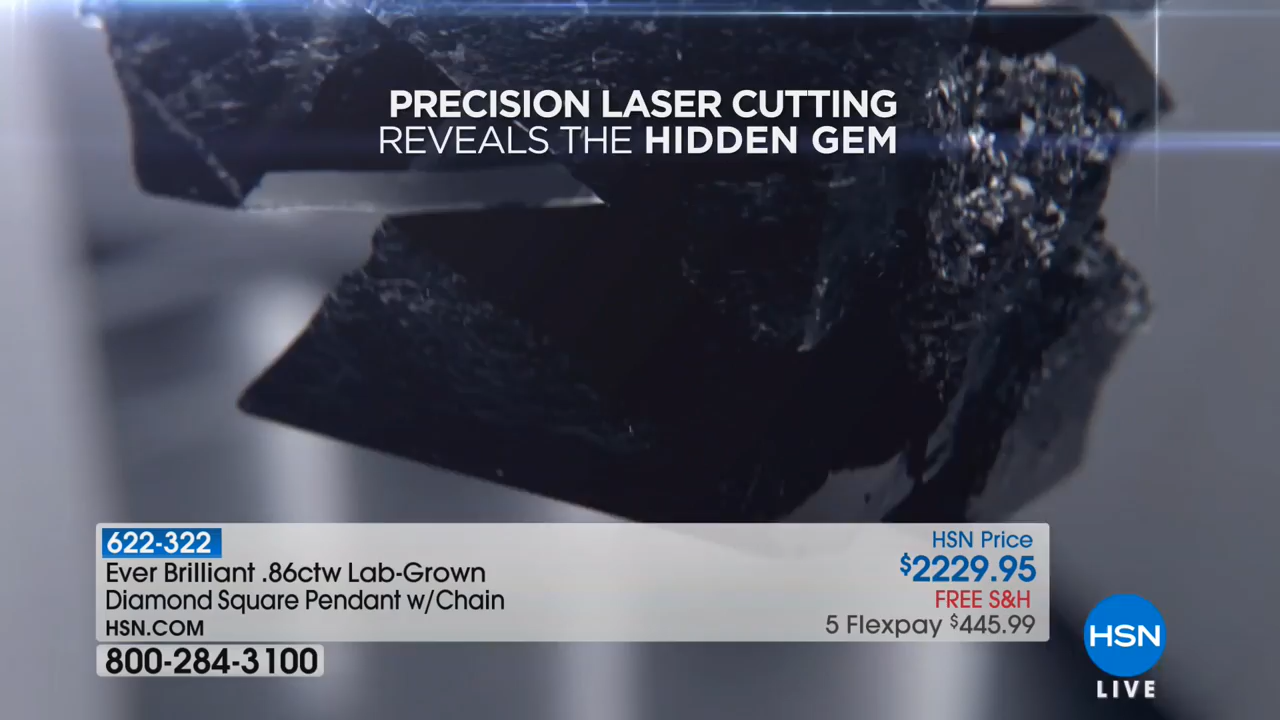 PRECISION LASER CUTTING
REVEALS THE HIDDEN GEM
622-322
Ever Brilliant .86ctw Lab-Grown
Diamond Square Pendant w/Chain
HSN.COM
800-284-3100
HSN Price
$2229.95
FREE S&H
5 Flexpay $445.99
HSN
LIVE